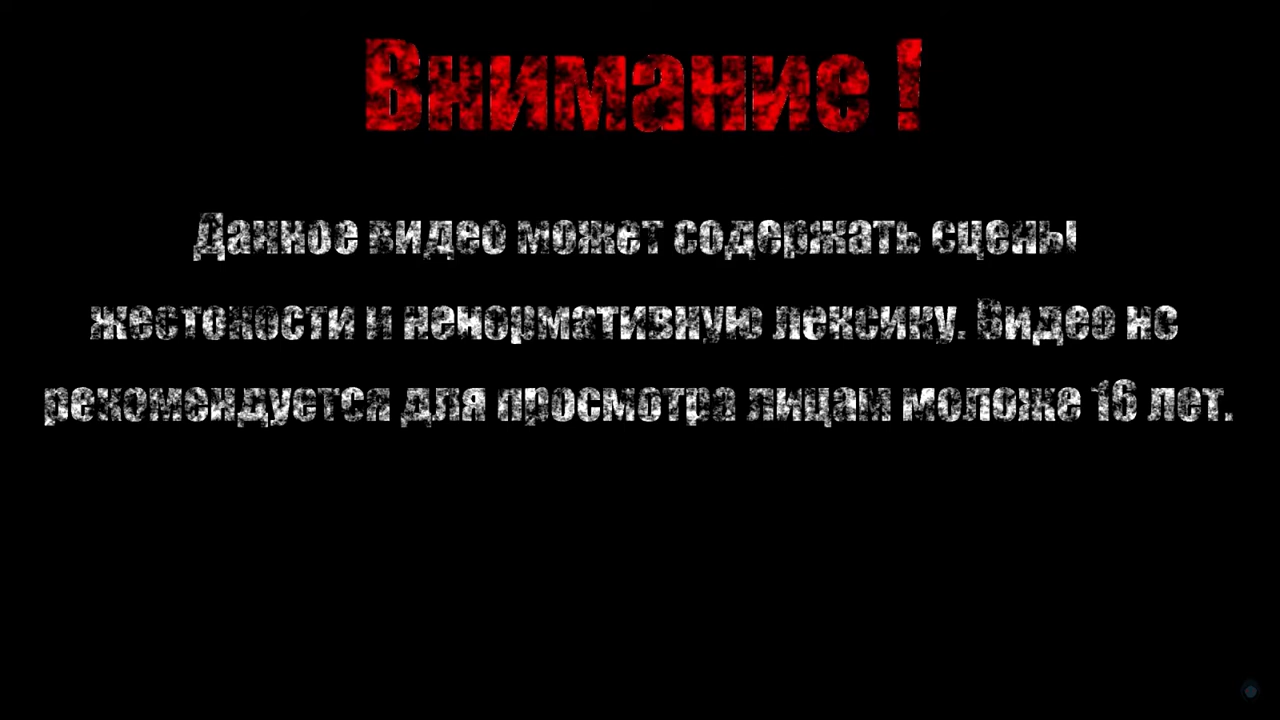 Внимание !
Данное видео может содержать сцены
жестокости и ненормативную лексику. Видео не
рекомендуется для просмотра лицам моложе 16 лет.